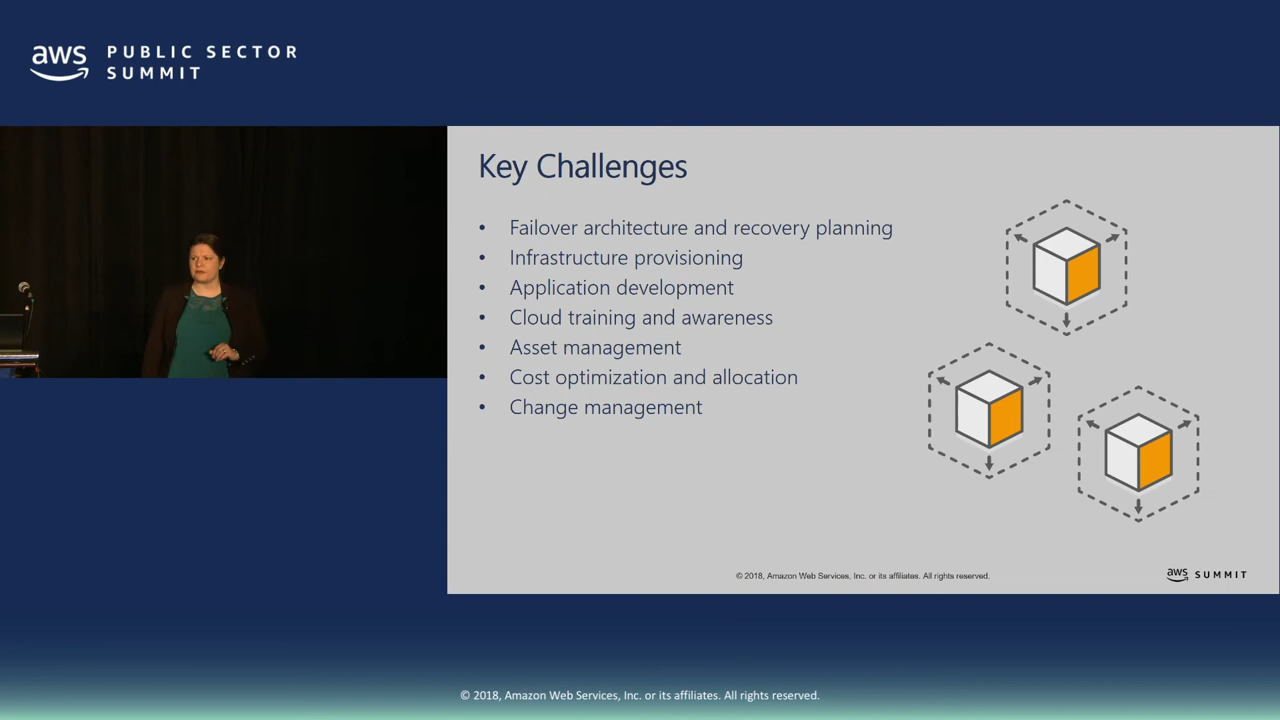 aws PUBLIC SECTOR
SUMMIT
Key Challenges
• Failover architecture and recovery planning
• Infrastructure provisioning
• Application development
• Cloud training and awareness
• Asset management
• Cost optimization and allocation
• Change management
© 2018, Amazon Web Services, Inc. or its affiliates. All rights reserved.
aws SUMMIT
© 2018, Amazon Web Services, Inc. or its affiliates. All rights reserved.